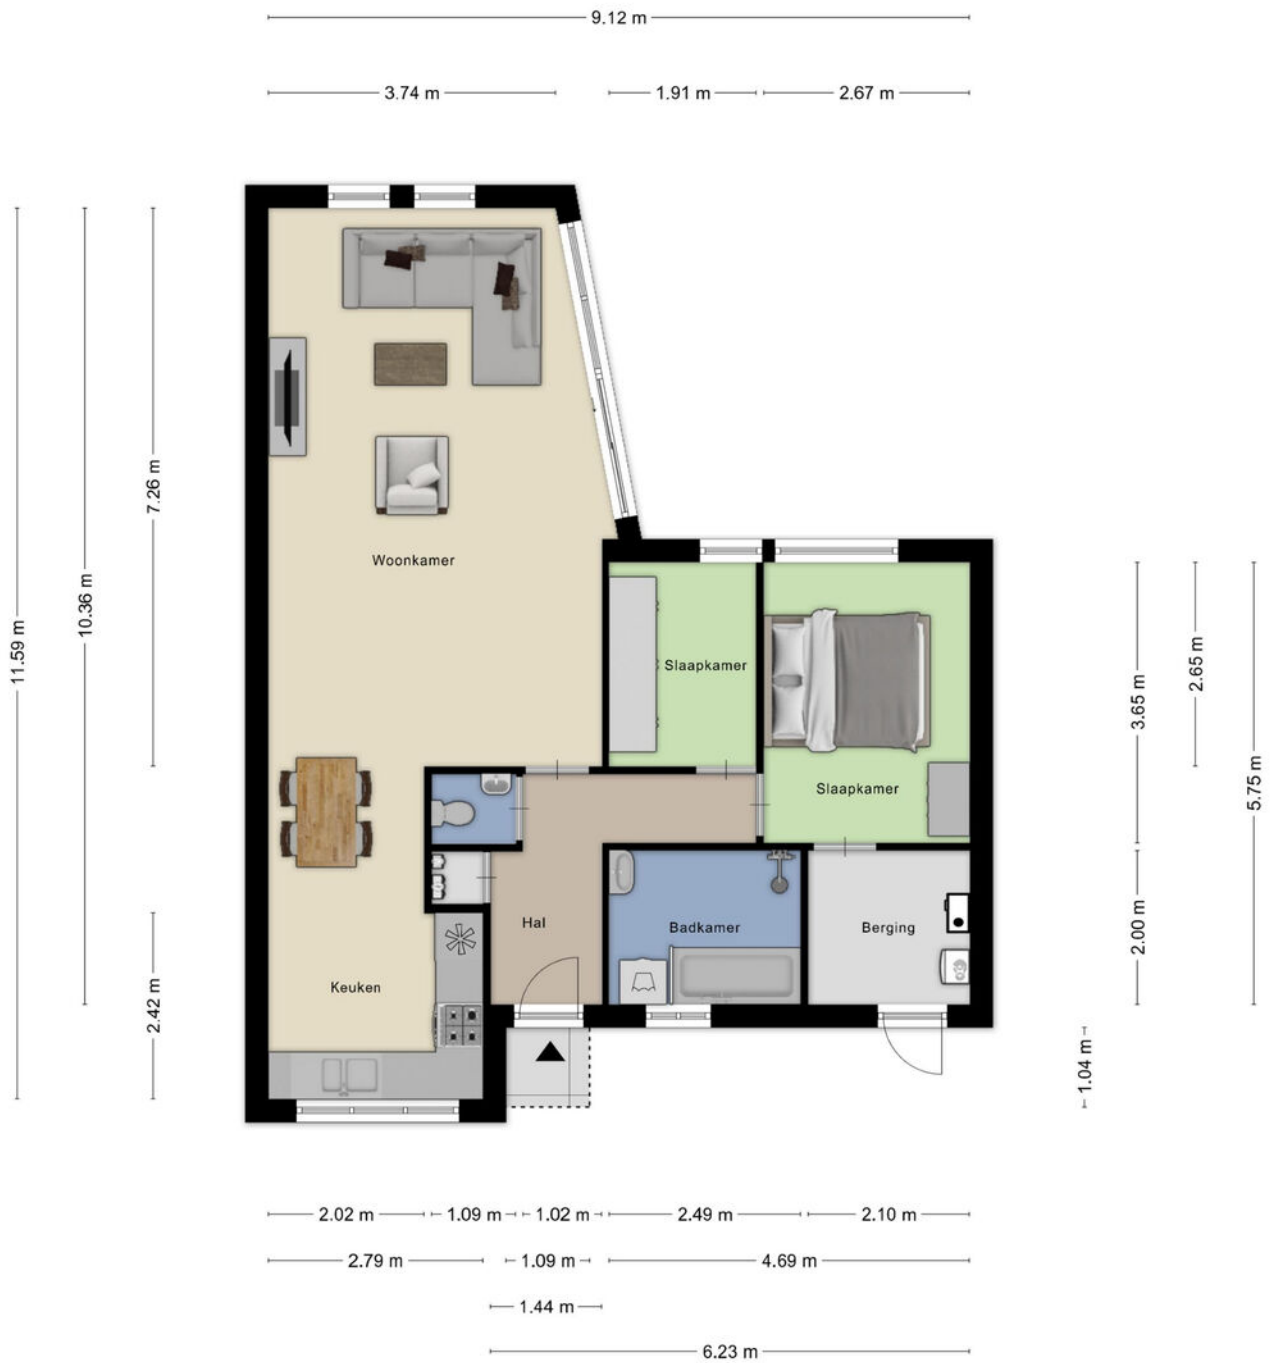 9.12 m
3.74 m
1.91 m
2.67 m
11.59 m
10.36 m
7.26 m
2.42 m
Woonkamer
Slaapkamer
Slaapkamer
Hal
Badkamer
Berging
Keuken
3.65 m
2.65 m
5.75 m
2.00 m
1.04 m
2.02 m
1.09 m
1.02 m
2.49 m
2.10 m
2.79 m
1.09 m
4.69 m
1.44 m
6.23 m